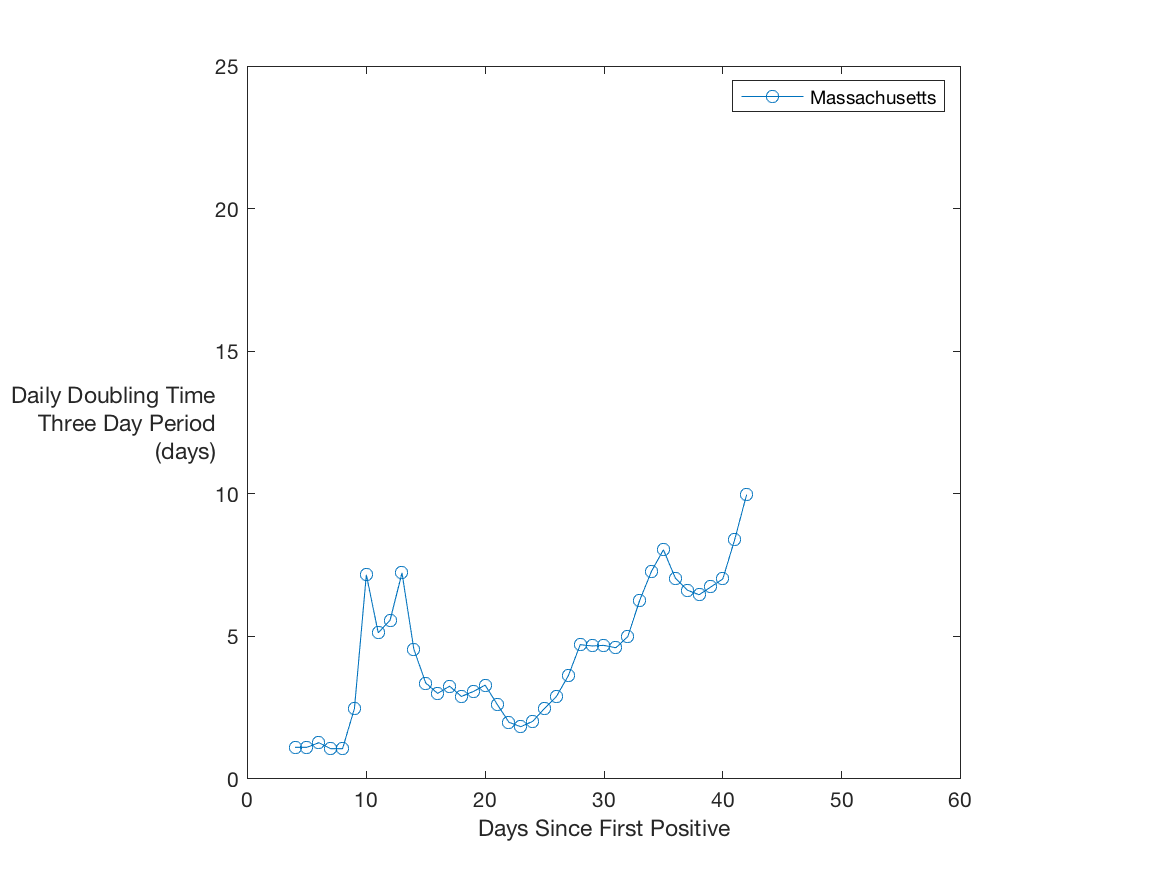 25
Massachusetts
20
15
Daily Doubling Time
Three Day Period
(days)
10
5
0
0 10 20 30 40 50 60
Days Since First Positive